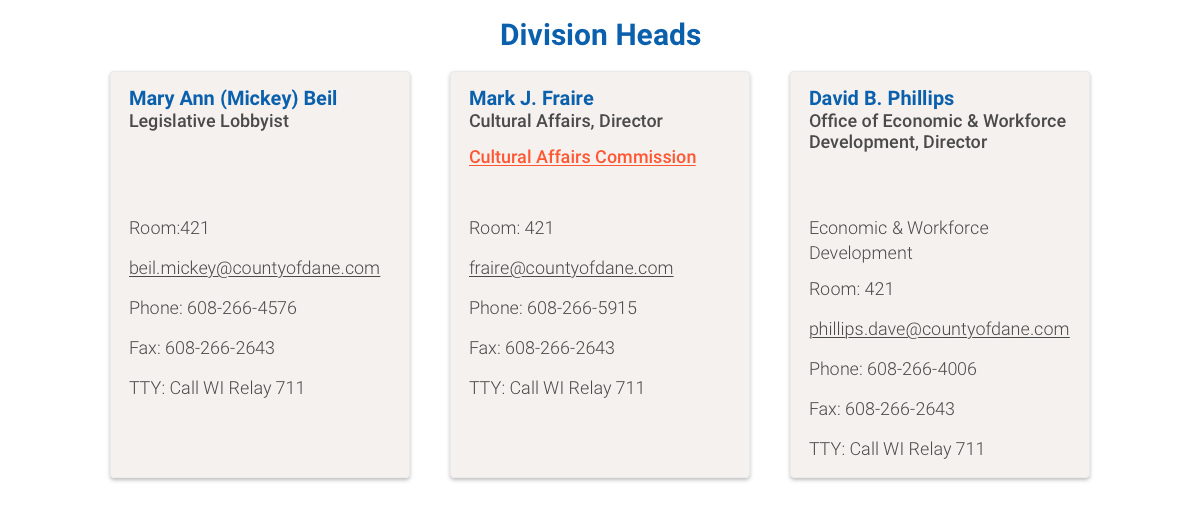 Division Heads
Mary Ann (Mickey) Beil
Legislative Lobbyist
Room:421
beil.mickey@countyofdane.com
Phone: 608-266-4576
Fax: 608-266-2643
TTY: Call WI Relay 711
Mark J. Fraire
Cultural Affairs, Director
Cultural Affairs Commission
Room: 421
fraire@countyofdane.com
Phone: 608-266-5915
Fax: 608-266-2643
TTY: Call WI Relay 711
David B. Phillips
Office of Economic & Workforce
Development, Director
Economic & Workforce
Development
Room: 421
phillips.dave@countyofdane.com
Phone: 608-266-4006
Fax: 608-266-2643
TTY: Call WI Relay 711